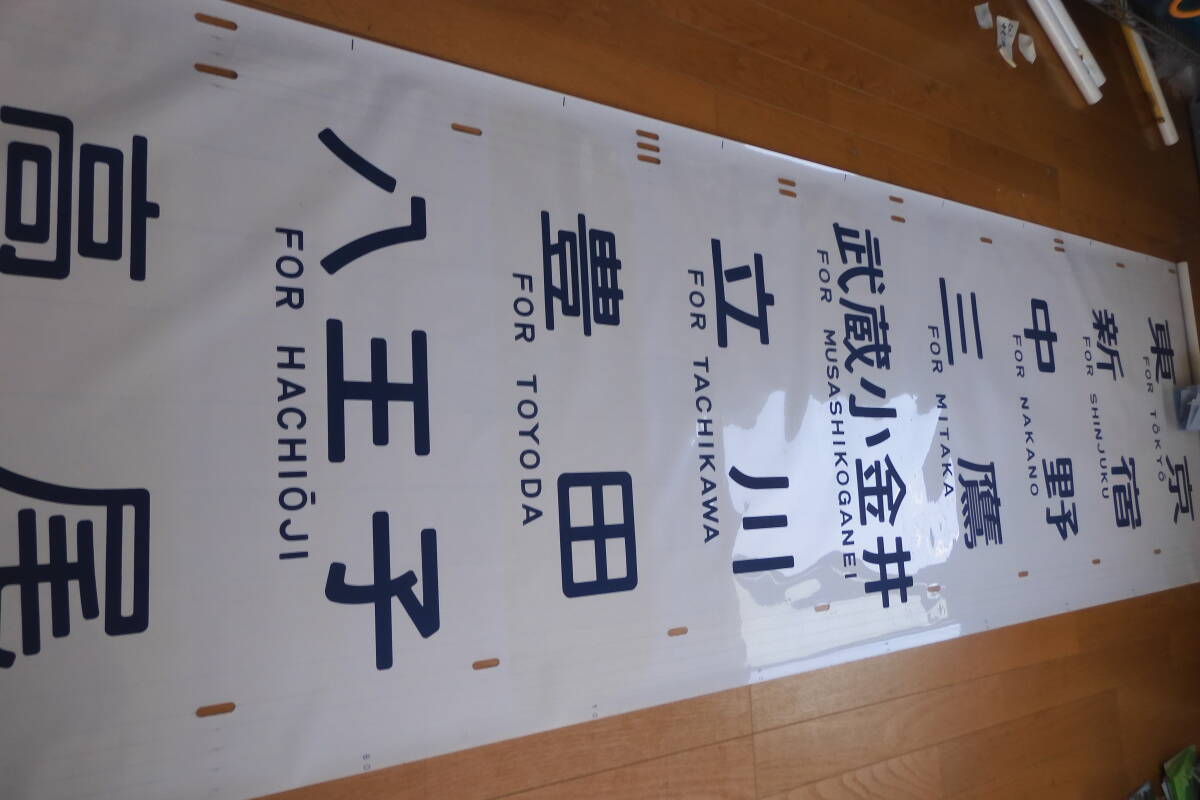 東京
FOR TŌKYŌ
新宿
FOR SHINJUKU
中野
FOR NAKANO
三鷹
FOR MITAKA
武蔵小金井
FOR MUSASHIKOGANEI
立川
FOR TACHIKAWA
豊田
FOR TOYODA
八王子
FOR HACHIŌJI
高尾